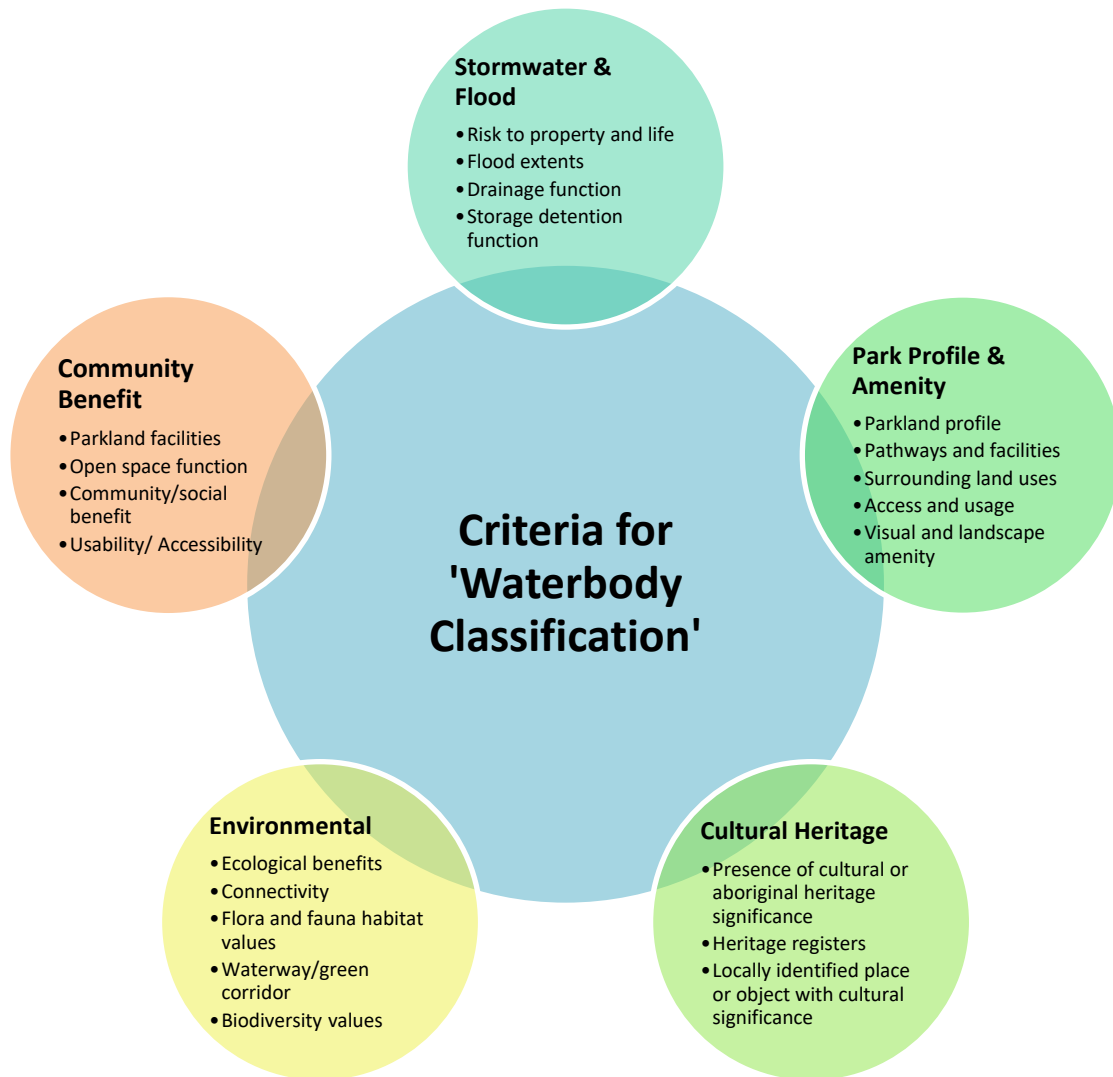 Stormwater &
Flood
•Risk to property and life
•Flood extents
•Drainage function
•Storage detention
function
Park Profile &
Amenity
•Parkland profile
•Pathways and facilities
•Surrounding land uses
•Access and usage
•Visual and landscape
amenity
Cultural Heritage
•Presence of cultural or
aboriginal heritage
significance
•Heritage registers
•Locally identified place
or object with cultural
significance
Environmental
•Ecological benefits
•Connectivity
•Flora and fauna habitat
values
•Waterway/green
corridor
•Biodiversity values
Community
Benefit
•Parkland facilities
•Open space function
•Community/social
benefit
•Usability/ Accessibility
Criteria for
'Waterbody
Classification'